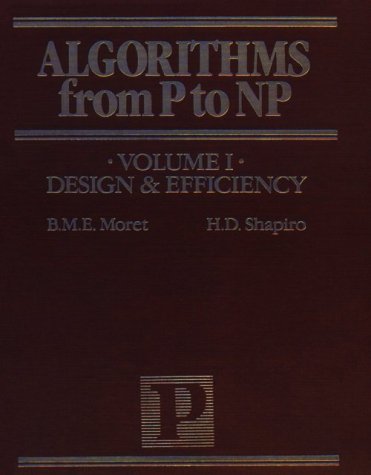 ALGORITHMS
from P to NP
· VOLUME I ·
DESIGN & EFFICIENCY
B.M.E. Moret H.D. Shapiro
P